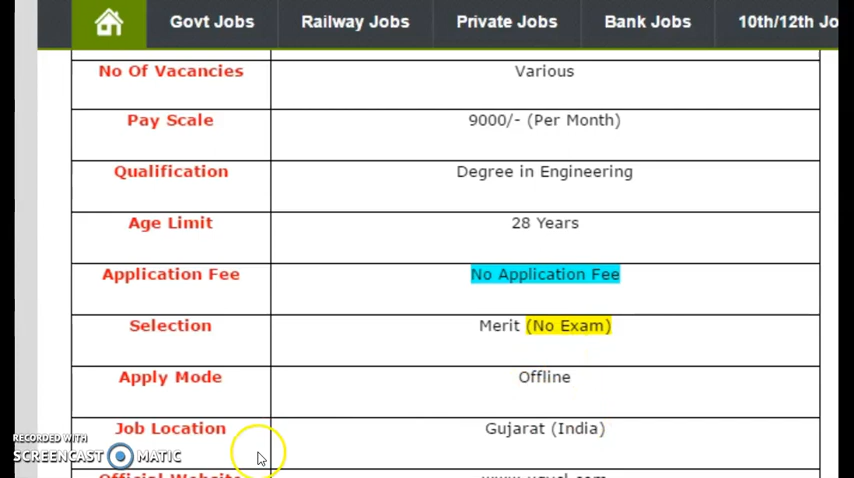 Govt Jobs Railway Jobs Private Jobs Bank Jobs 10th/12th Jo
No Of Vacancies Various
Pay Scale 9000/- (Per Month)
Qualification Degree in Engineering
Age Limit 28 Years
Application Fee No Application Fee
Selection Merit (No Exam)
Apply Mode Offline
Job Location Gujarat (India)
RECORDED WITH
SCREENCAST MATIC
Official Website